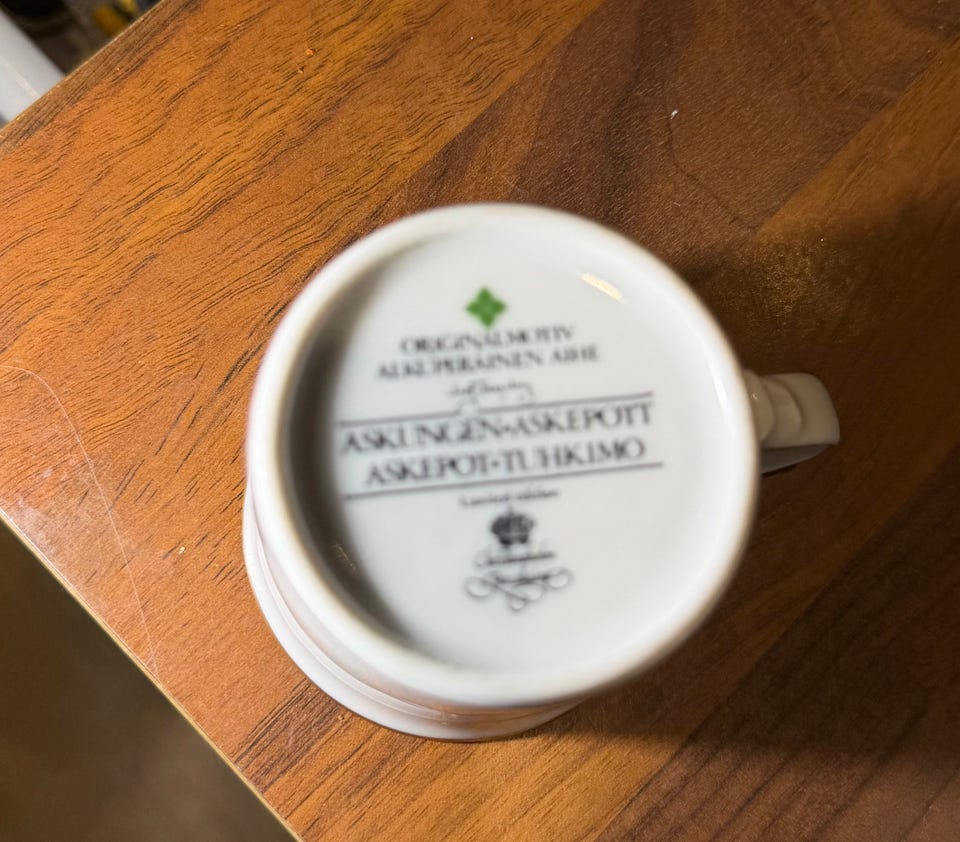 ORIGINALMOTIV
ALKUPERÄINEN AIHE
ASKUNGEN•ASKEPOTT
ASKEPOT•TUHKIMO
Limited edition